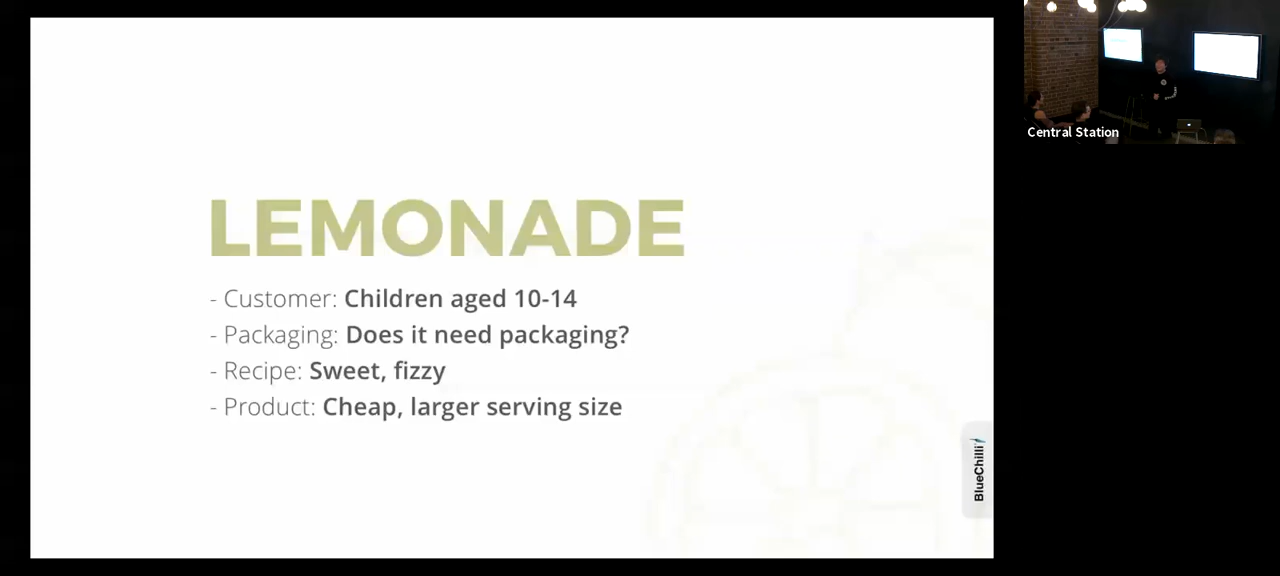 LEMONADE
- Customer: Children aged 10-14
- Packaging: Does it need packaging?
- Recipe: Sweet, fizzy
- Product: Cheap, larger serving size
BlueChilli
Central Station